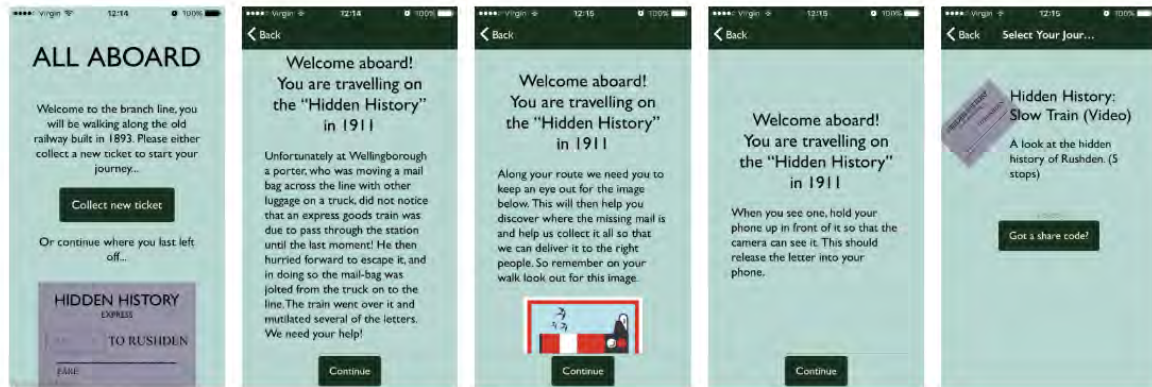 Virgin 12:14 100%
ALL ABOARD
Welcome to the branch line, you
will be walking along the old
railway built in 1893. Please either
collect a new ticket to start your
journey...
Collect new ticket
Or continue where you last left
off...
HIDDEN HISTORY
EXPRESS
TO RUSHDEN
FARE
Virgin 12:14 100%
Back
Welcome aboard!
You are travelling on
the “Hidden History”
in 1911
Unfortunately at Wellingborough
a porter, who was moving a mail
bag across the line with other
luggage on a truck, did not notice
that an express goods train was
due to pass through the station
until the last moment! He then
hurried forward to escape it, and
in doing so the mail-bag was
jolted from the truck on to the
line. The train went over it and
mutilated several of the letters.
We need your help!
Continue
Virgin 12:15 100%
Back
Welcome aboard!
You are travelling on
the “Hidden History”
in 1911
Along your route we need you to
keep an eye out for the image
below. This will then help you
discover where the missing mail is
and help us collect it all so that
we can deliver it to the right
people. So remember on your
walk look out for this image.
Continue
Virgin 12:15 100%
Back
Welcome aboard!
You are travelling on
the “Hidden History”
in 1911
When you see one, hold your
phone up in front of it so that the
camera can see it. This should
release the letter into your
phone.
Continue
Virgin 12:15 100%
Back Select Your Jour...
Hidden History:
Slow Train (Video)
A look at the hidden
history of Rushden. (5
stops)
Got a share code?